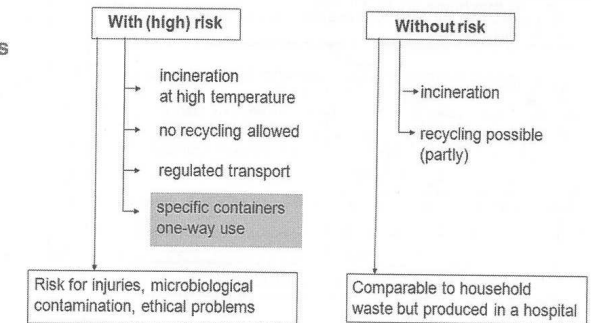 With (high) risk
incineration
at high temperature
no recycling allowed
regulated transport
specific containers
one-way use
Risk for injuries, microbiological
contamination, ethical problems
Without risk
incineration
recycling possible
(partly)
Comparable to household
waste but produced in a hospital